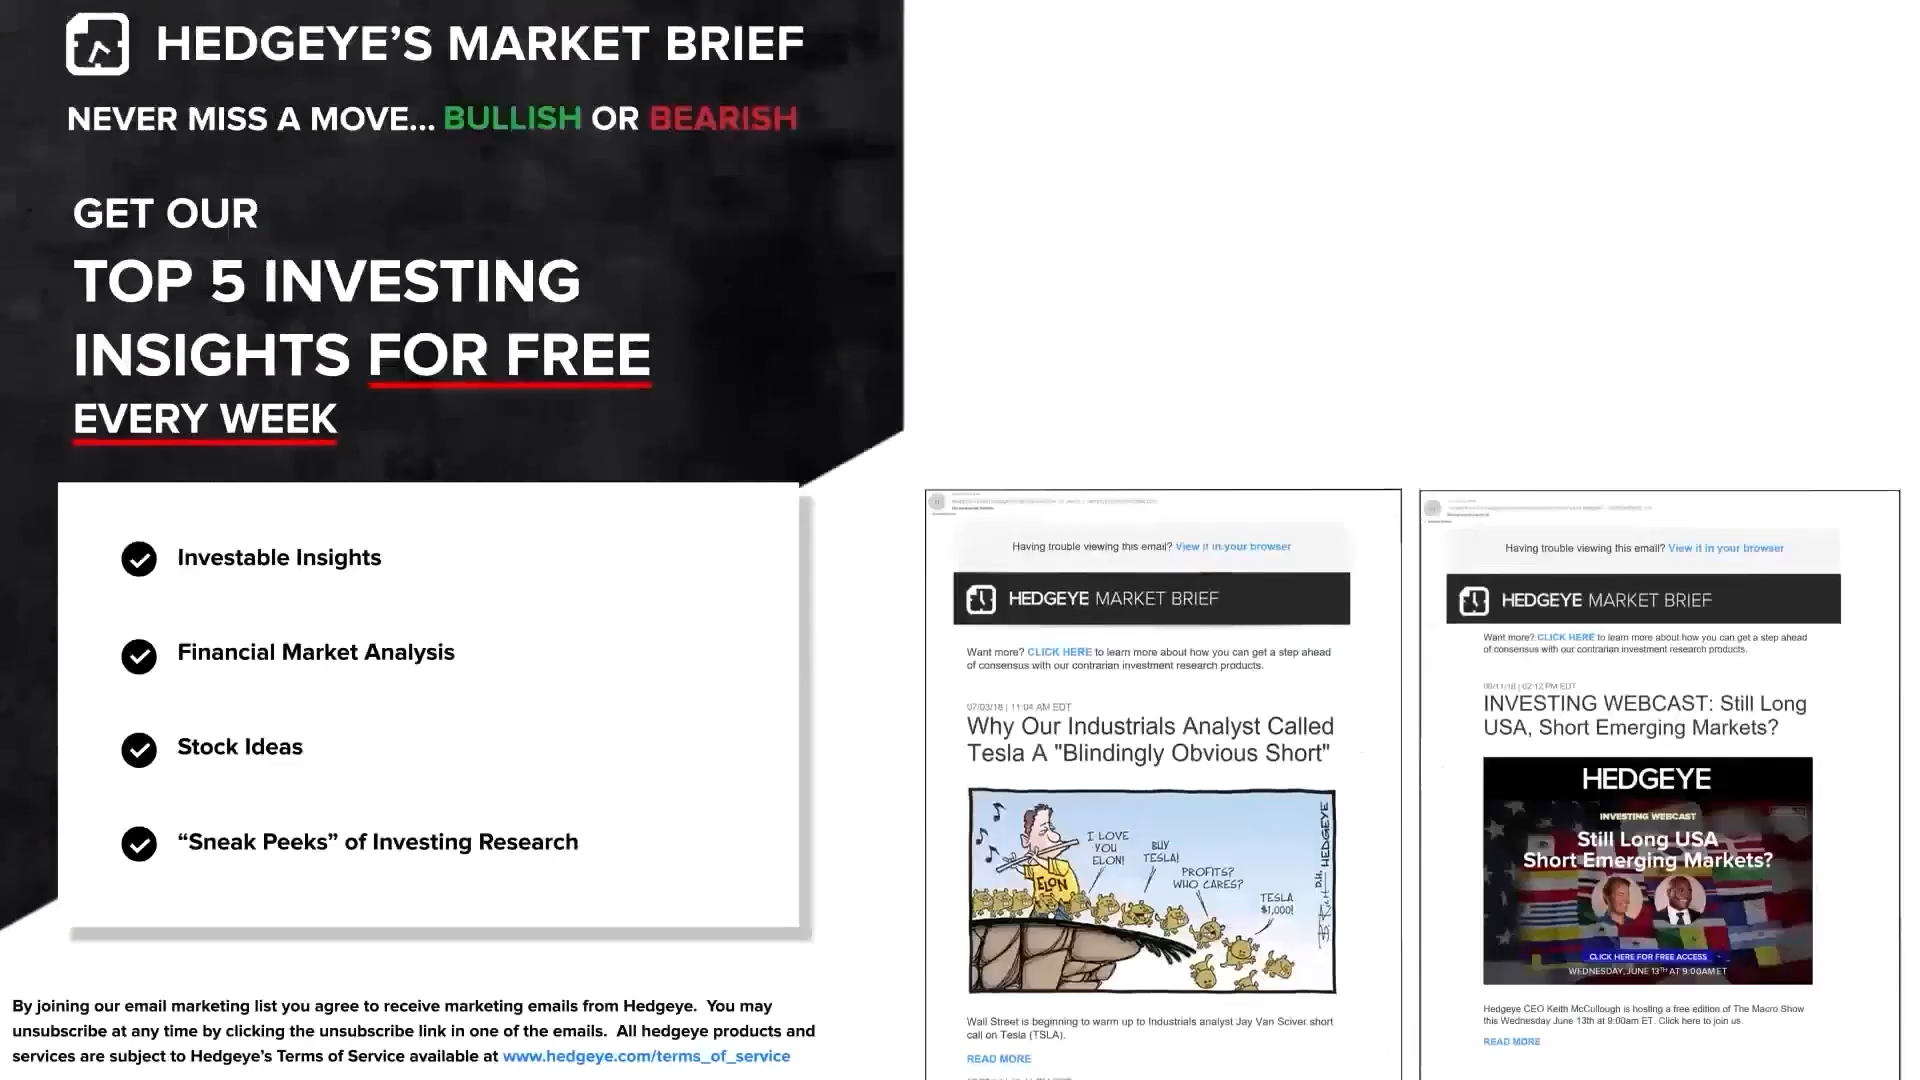 HEDGEYE'S MARKET BRIEF
NEVER MISS A MOVE... BULLISH OR BEARISH
GET OUR
TOP 5 INVESTING
INSIGHTS FOR FREE
EVERY WEEK
Investable Insights
Financial Market Analysis
Stock Ideas
“Sneak Peeks” of Investing Research
By joining our email marketing list you agree to receive marketing emails from Hedgeye. You may
unsubscribe at any time by clicking the unsubscribe link in one of the emails. All hedgeye products and
services are subject to Hedgeye's Terms of Service available at www.hedgeye.com/terms_of_service
Having trouble viewing this email? View it in your browser
HEDGEYE MARKET BRIEF
Want more? CLICK HERE to learn more about how you can get a step ahead
of consensus with our contrarian investment research products.
07/03/18 | 11:04 AM EDT
Why Our Industrials Analyst Called
Tesla A "Blindingly Obvious Short"
I LOVE
YOU
ELON!
BUY
TESLA!
PROFITS?
WHO CARES?
TESLA
$1,000!
ELON
HEDGEYE
Wall Street is beginning to warm up to Industrials analyst Jay Van Sciver short
call on Tesla (TSLA).
READ MORE
Having trouble viewing this email? View it in your browser
HEDGEYE MARKET BRIEF
Want more? CLICK HERE to learn more about how you can get a step ahead
of consensus with our contrarian investment research products.
02:12 PM EDT
INVESTING WEBCAST: Still Long
USA, Short Emerging Markets?
HEDGEYE
INVESTING WEBCAST
Still Long USA
Short Emerging Markets?
CLICK HERE FOR FREE ACCESS
WEDNESDAY, JUNE 13TH AT 9:00AM ET
Hedgeye CEO Keith McCullough is hosting a free edition of The Macro Show
this Wednesday June 13th at 9:00am ET. Click here to join us.
READ MORE